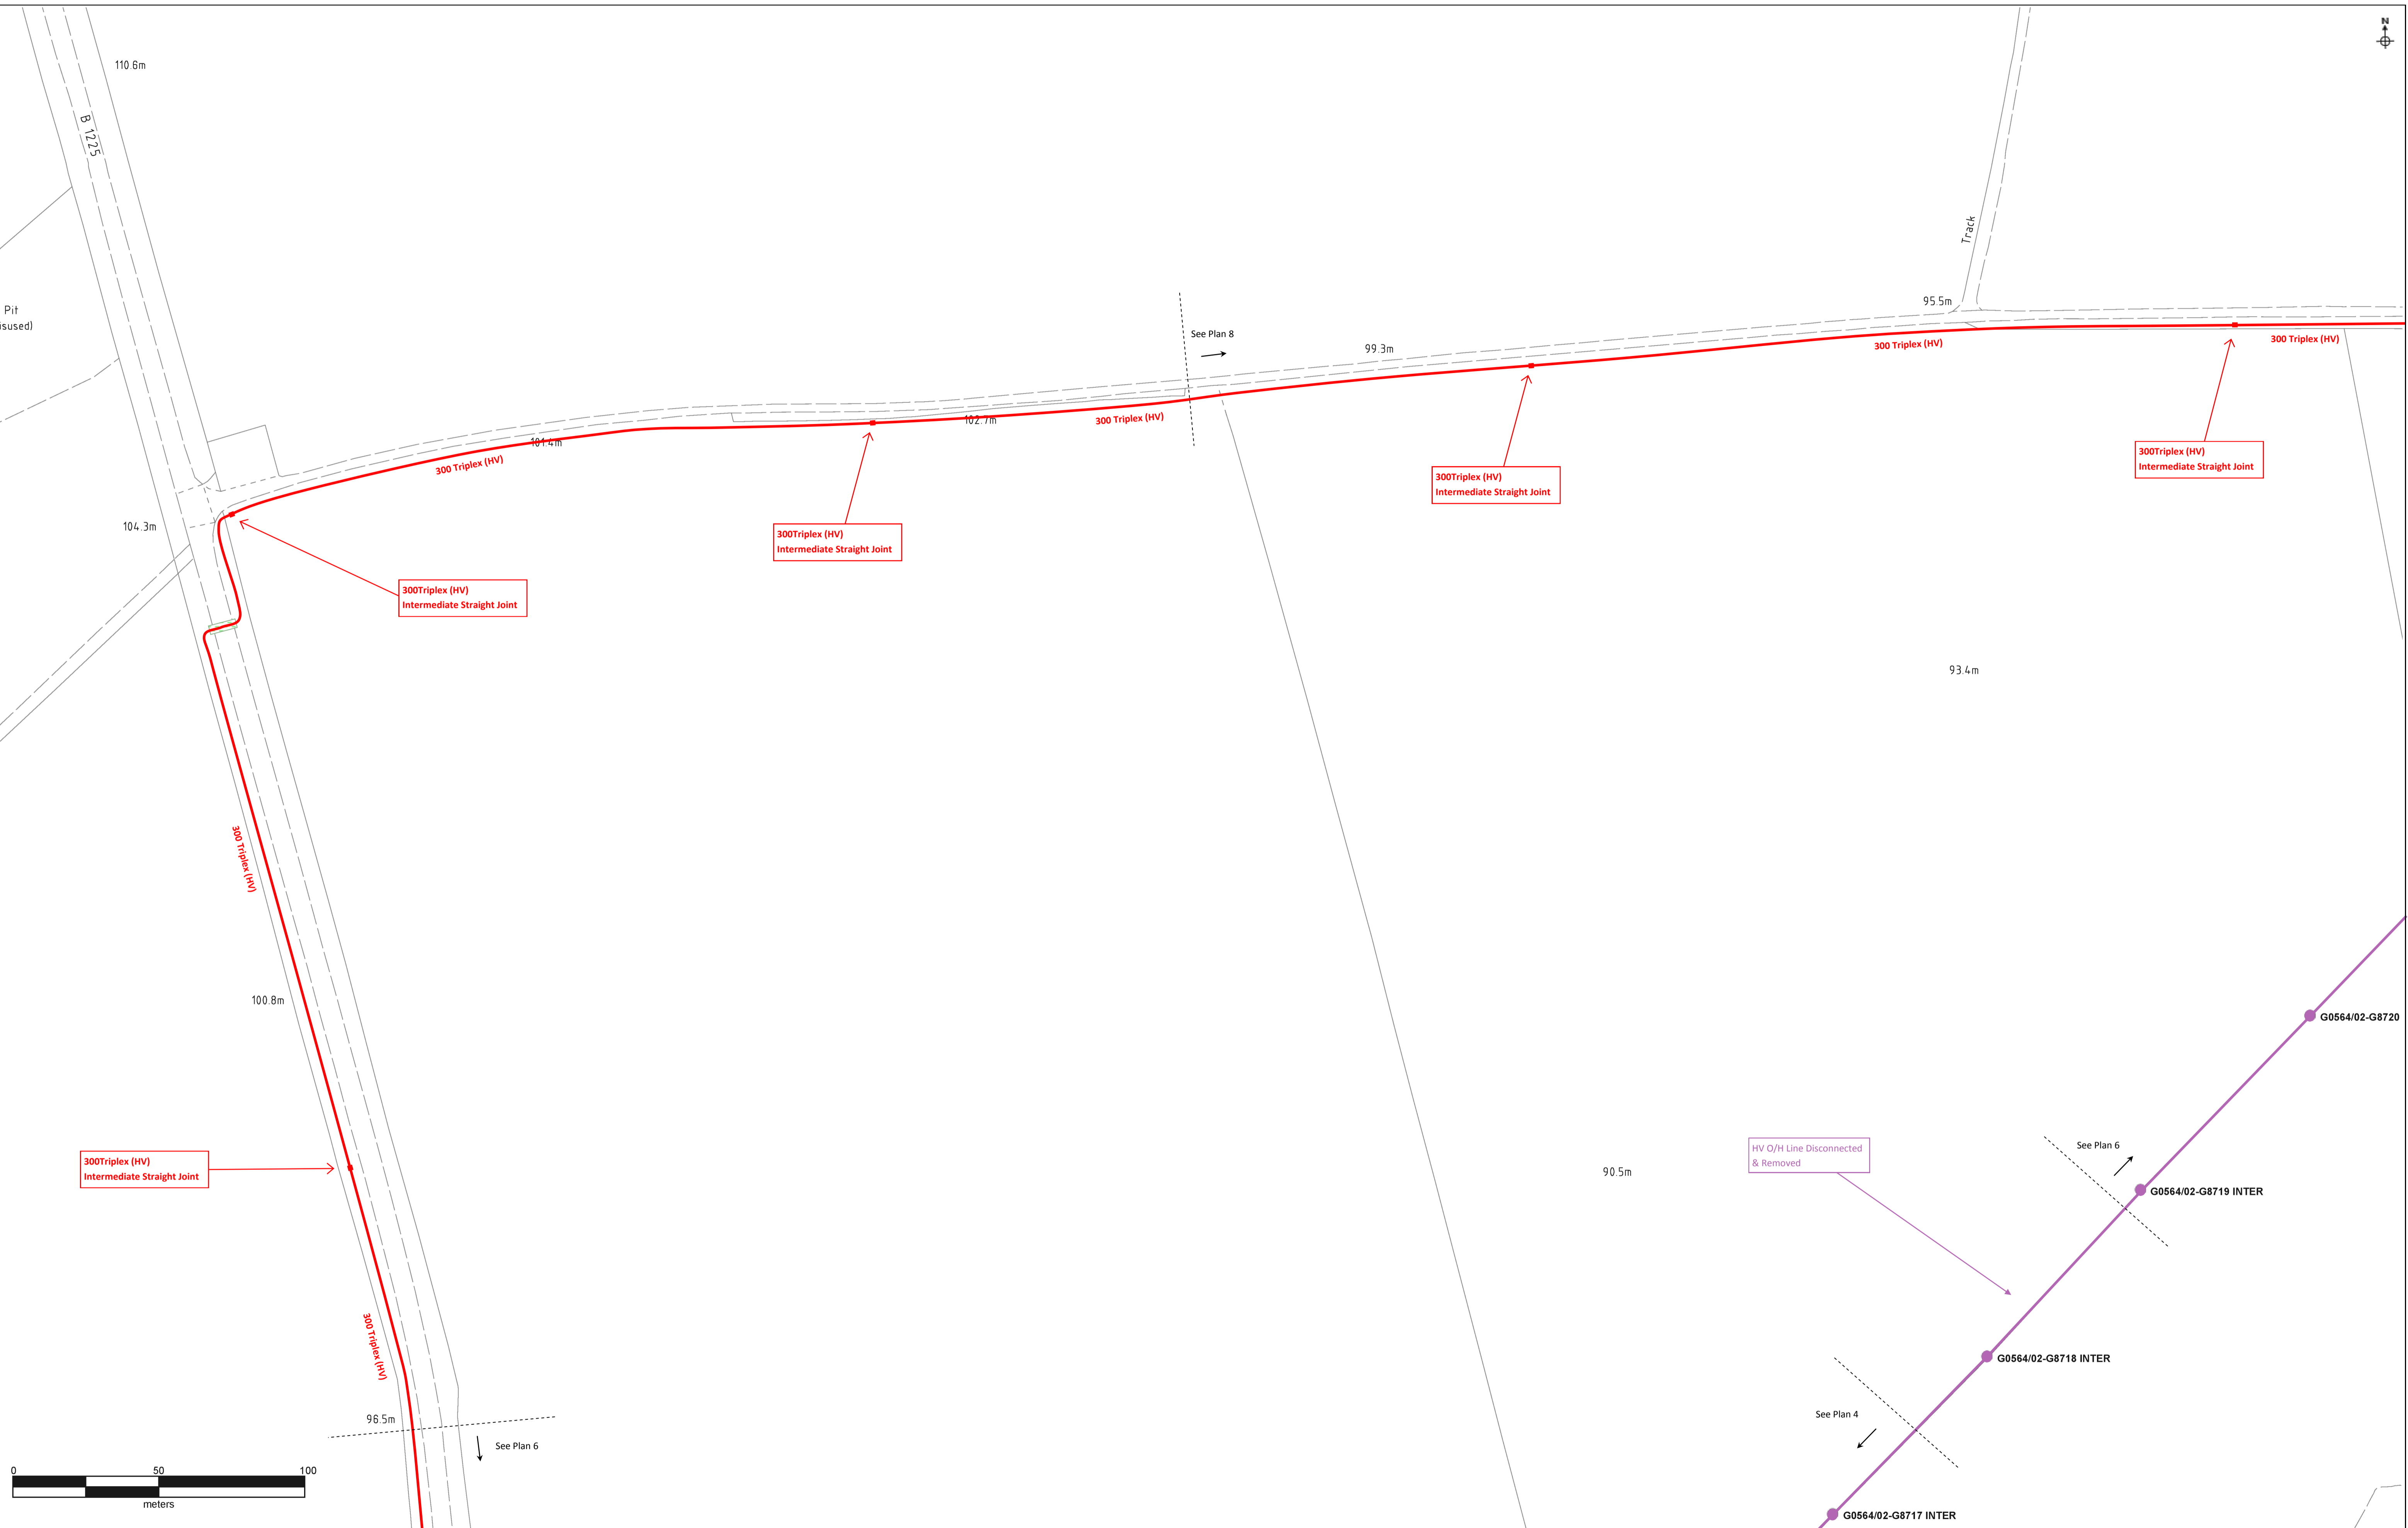 N
110.6m
B 1225
Track
95.5m
Pit
isused)
See Plan 8
99.3m
300 Triplex (HV)
300 Triplex (HV)
102.7m
300 Triplex (HV)
101.4m
300 Triplex (HV)
300Triplex (HV)
Intermediate Straight Joint
300Triplex (HV)
Intermediate Straight Joint
104.3m
300Triplex (HV)
Intermediate Straight Joint
300Triplex (HV)
Intermediate Straight Joint
93.4m
300 Triplex (HV)
100.8m
G0564/02-G8720
300Triplex (HV)
Intermediate Straight Joint
90.5m
HV O/H Line Disconnected
& Removed
See Plan 6
G0564/02-G8719 INTER
300 Triplex (HV)
G0564/02-G8718 INTER
96.5m
See Plan 6
See Plan 4
0 50 100
meters
G0564/02-G8717 INTER